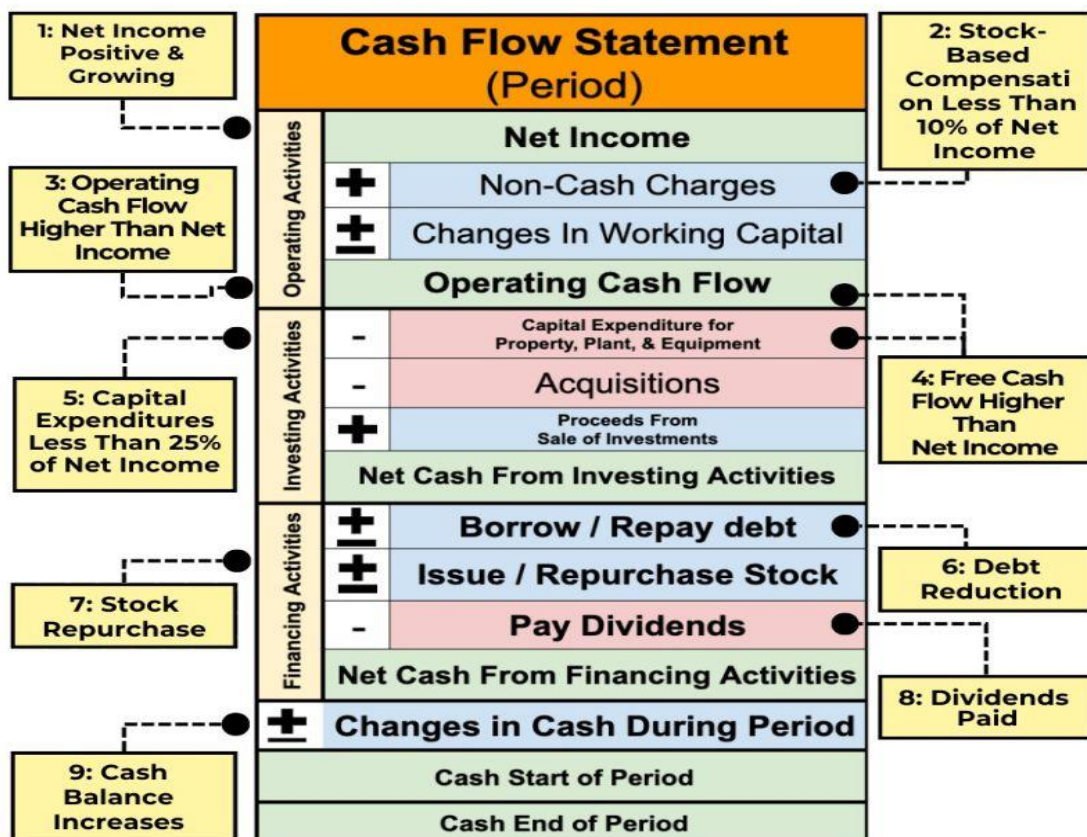 1: Net Income
Positive &
Growing
Cash Flow Statement
(Period)
2: Stock-
Based
Compensati
on Less Than
10% of Net
Income
3: Operating
Cash Flow
Higher Than Net
Income
Operating Activities
Net Income
+ Non-Cash Charges
± Changes In Working Capital
Operating Cash Flow
Investing Activities
- Capital Expenditure for
Property, Plant, & Equipment
- Acquisitions
+ Proceeds From
Sale of Investments
Net Cash From Investing Activities
4: Free Cash
Flow Higher
Than
Net Income
5: Capital
Expenditures
Less Than 25%
of Net Income
Financing Activities
± Borrow / Repay debt
± Issue / Repurchase Stock
- Pay Dividends
Net Cash From Financing Activities
6: Debt
Reduction
7: Stock
Repurchase
8: Dividends
Paid
± Changes in Cash During Period
Cash Start of Period
Cash End of Period
9: Cash
Balance
Increases